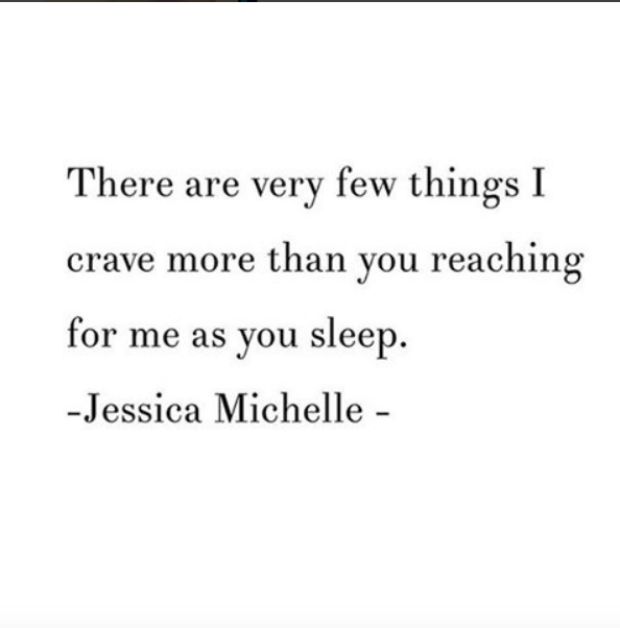 There are very few things I
crave more than you reaching
for me as you sleep.
-Jessica Michelle -